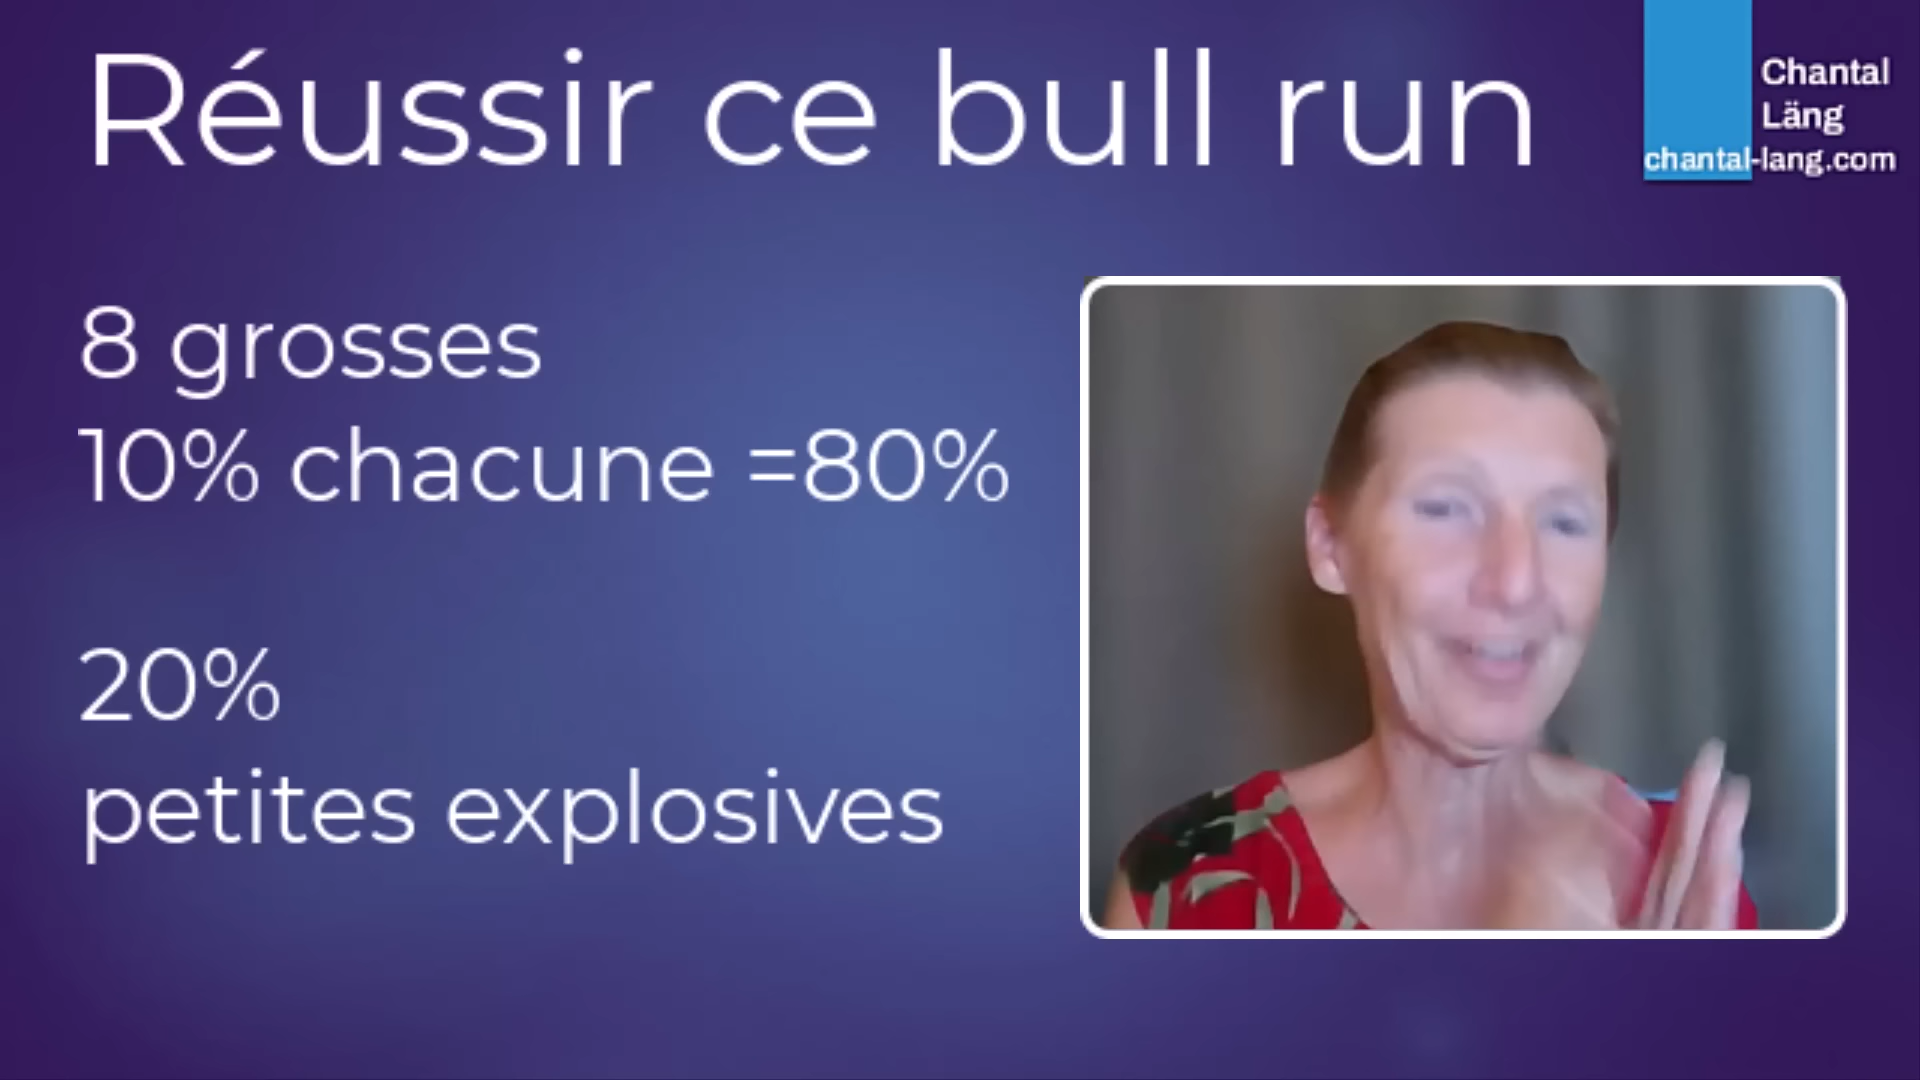 Réussir ce bull run
Chantal
Läng
chantal-lang.com
8 grosses
10% chacune =80%
20%
petites explosives